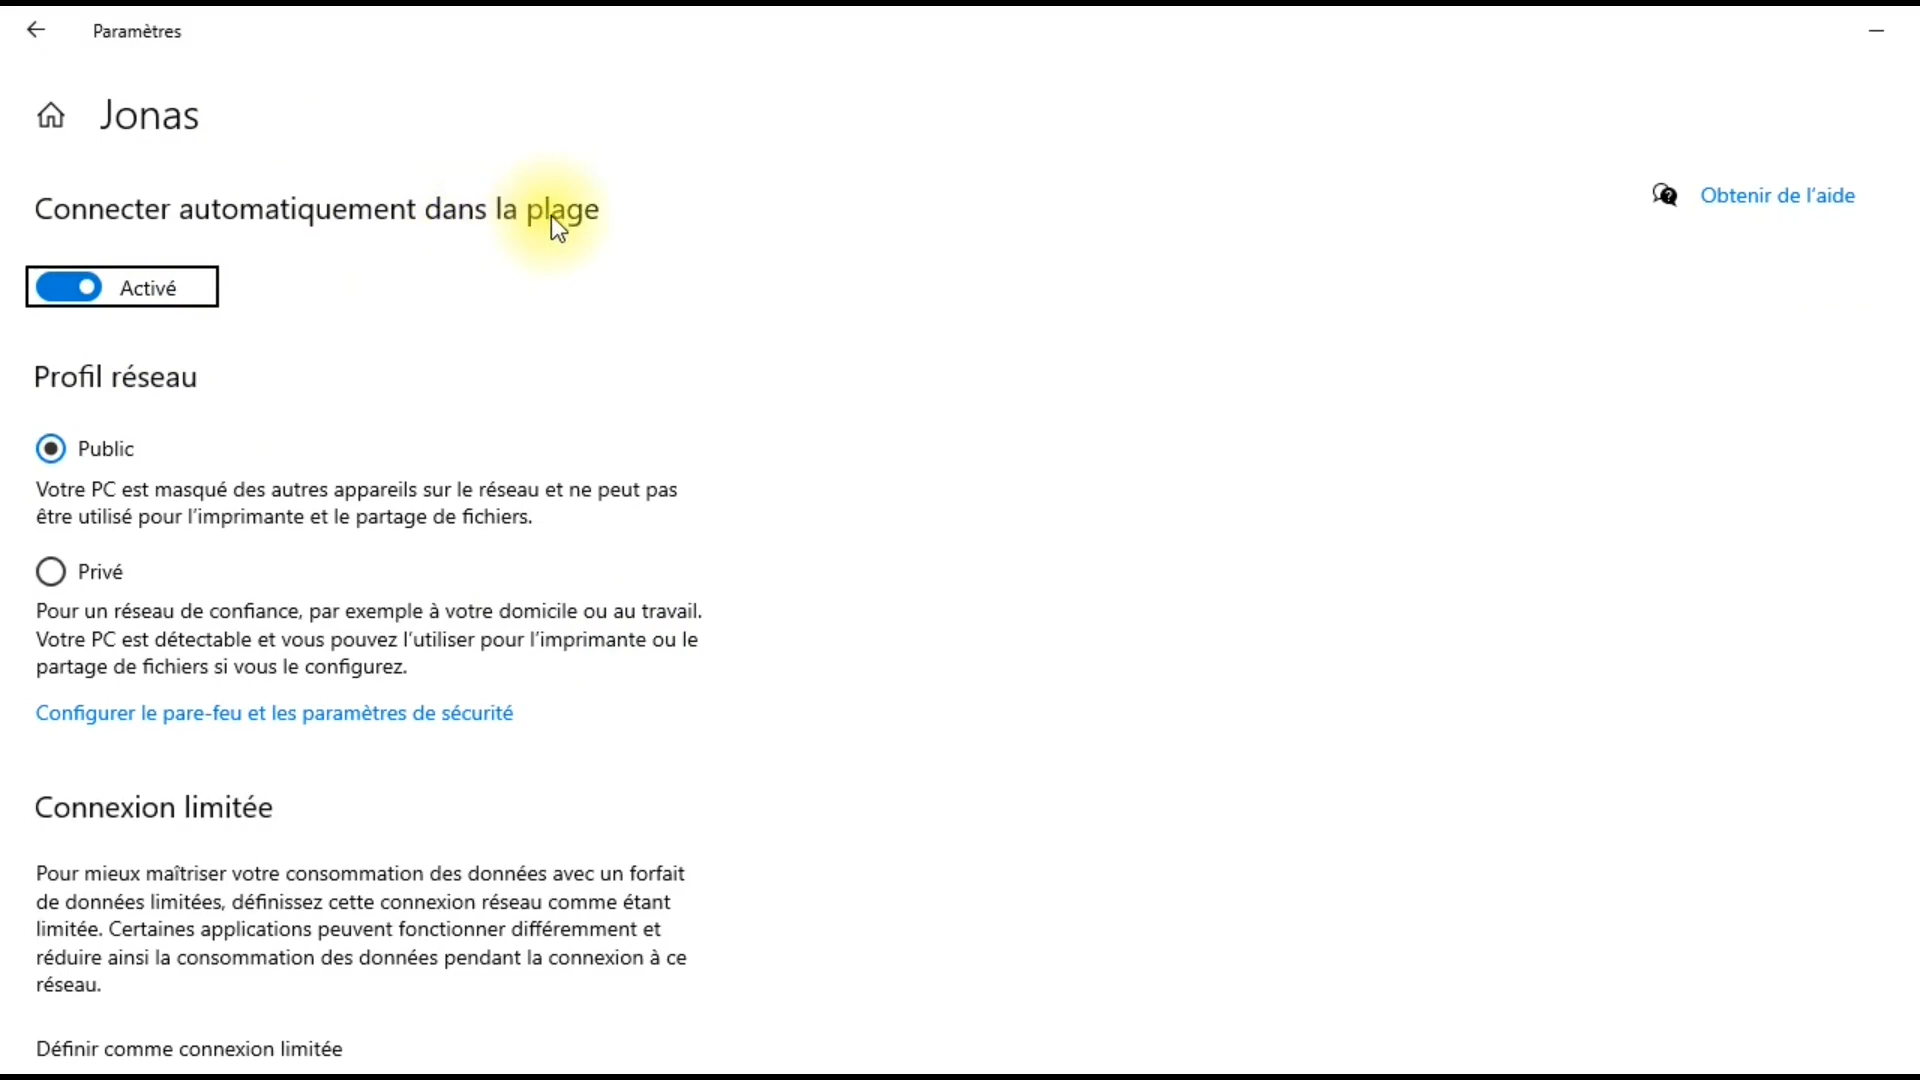 Paramètres
Jonas
Connecter automatiquement dans la plage
Obtenir de l'aide
Activé
Profil réseau
Public
Votre PC est masqué des autres appareils sur le réseau et ne peut pas
être utilisé pour l'imprimante et le partage de fichiers.
Privé
Pour un réseau de confiance, par exemple à votre domicile ou au travail.
Votre PC est détectable et vous pouvez l'utiliser pour l'imprimante ou le
partage de fichiers si vous le configurez.
Configurer le pare-feu et les paramètres de sécurité
Connexion limitée
Pour mieux maîtriser votre consommation des données avec un forfait
de données limitées, définissez cette connexion réseau comme étant
limitée. Certaines applications peuvent fonctionner différemment et
réduire ainsi la consommation des données pendant la connexion à ce
réseau.
Définir comme connexion limitée